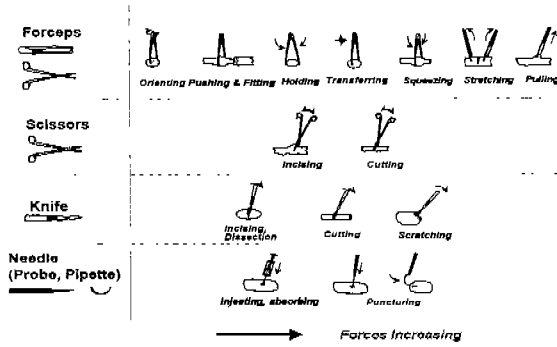 Forceps
Orienting Pushing & Fitting Holding Transferring Squeezing Stretching Pulling
Scissors
Incising Cutting
Knife
Incising, Dissection Cutting Scratching
Needle
(Probe, Pipette)
Injesting, absorbing Puncturing
Forces Increasing